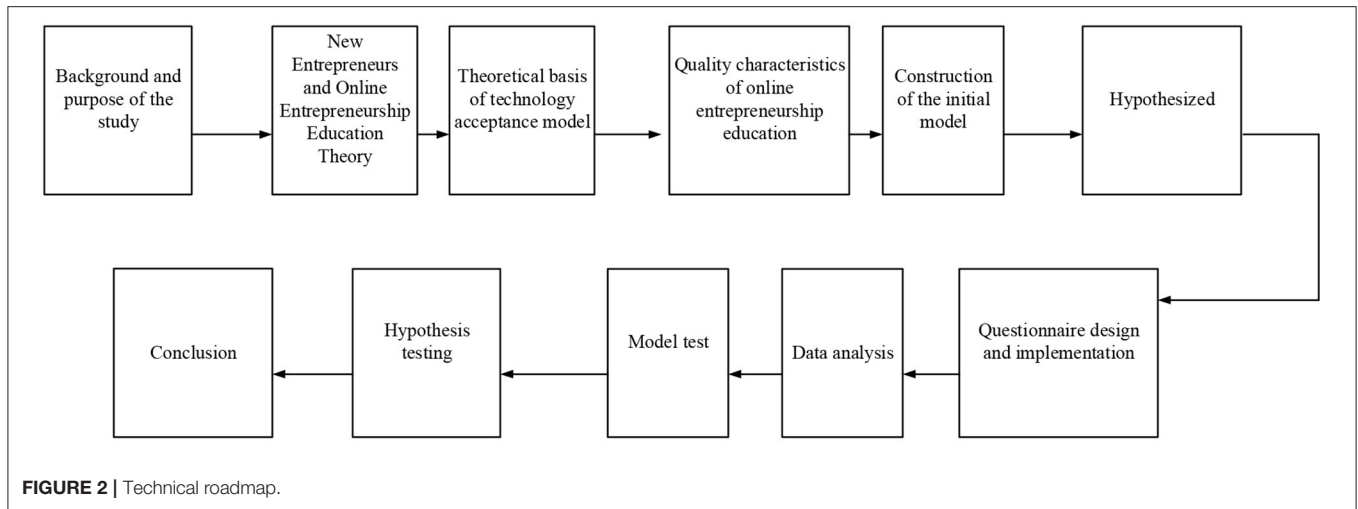 Background and
purpose of the
study
New
Entrepreneurs
and Online
Entrepreneurship
Education
Theory
Theoretical basis
of technology
acceptance model
Quality characteristics
of online
entrepreneurship
education
Construction
of the initial
model
Hypothesized
Questionnaire design
and implementation
Data analysis
Model test
Hypothesis
testing
Conclusion
FIGURE 2 | Technical roadmap.